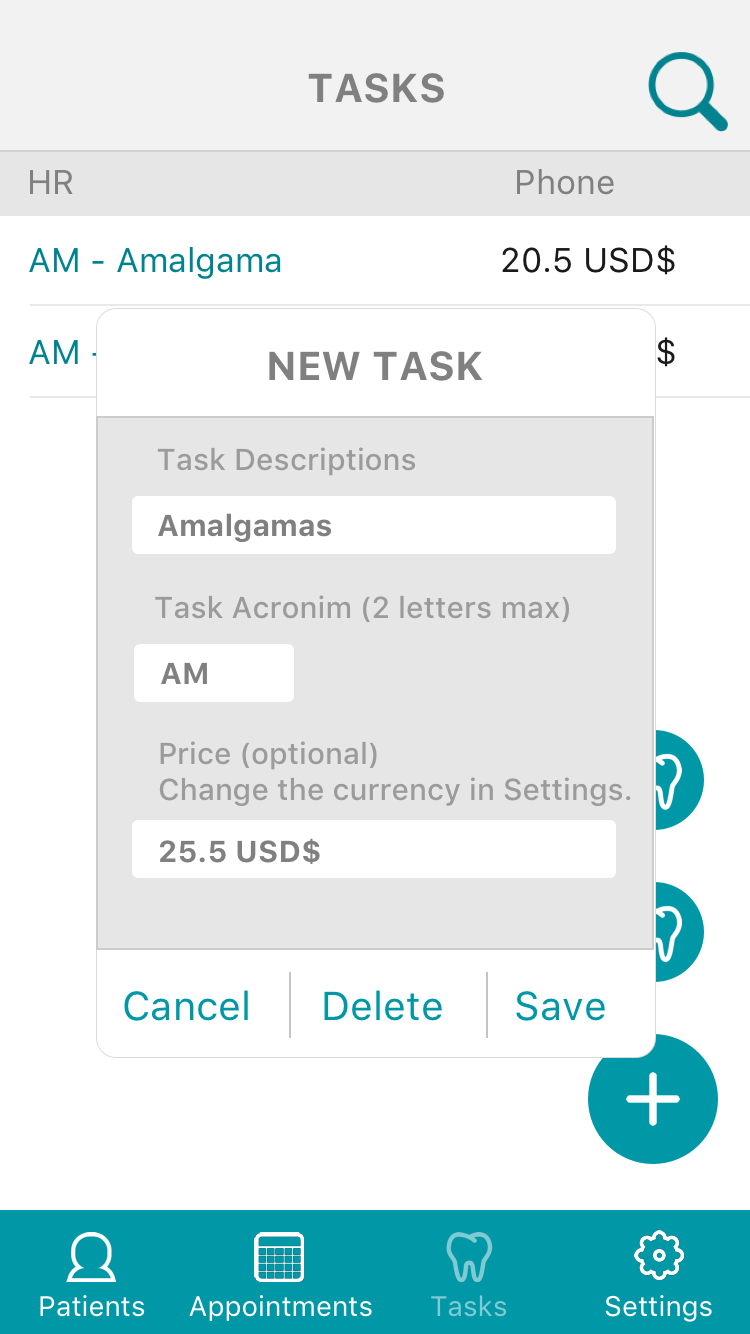 TASKS
HR Phone
AM - Amalgama 20.5 USD$
AM - $
NEW TASK
Task Descriptions
Amalgamas
Task Acronim (2 letters max)
AM
Price (optional)
Change the currency in Settings.
25.5 USD$
Cancel Delete Save
Patients Appointments Tasks Settings